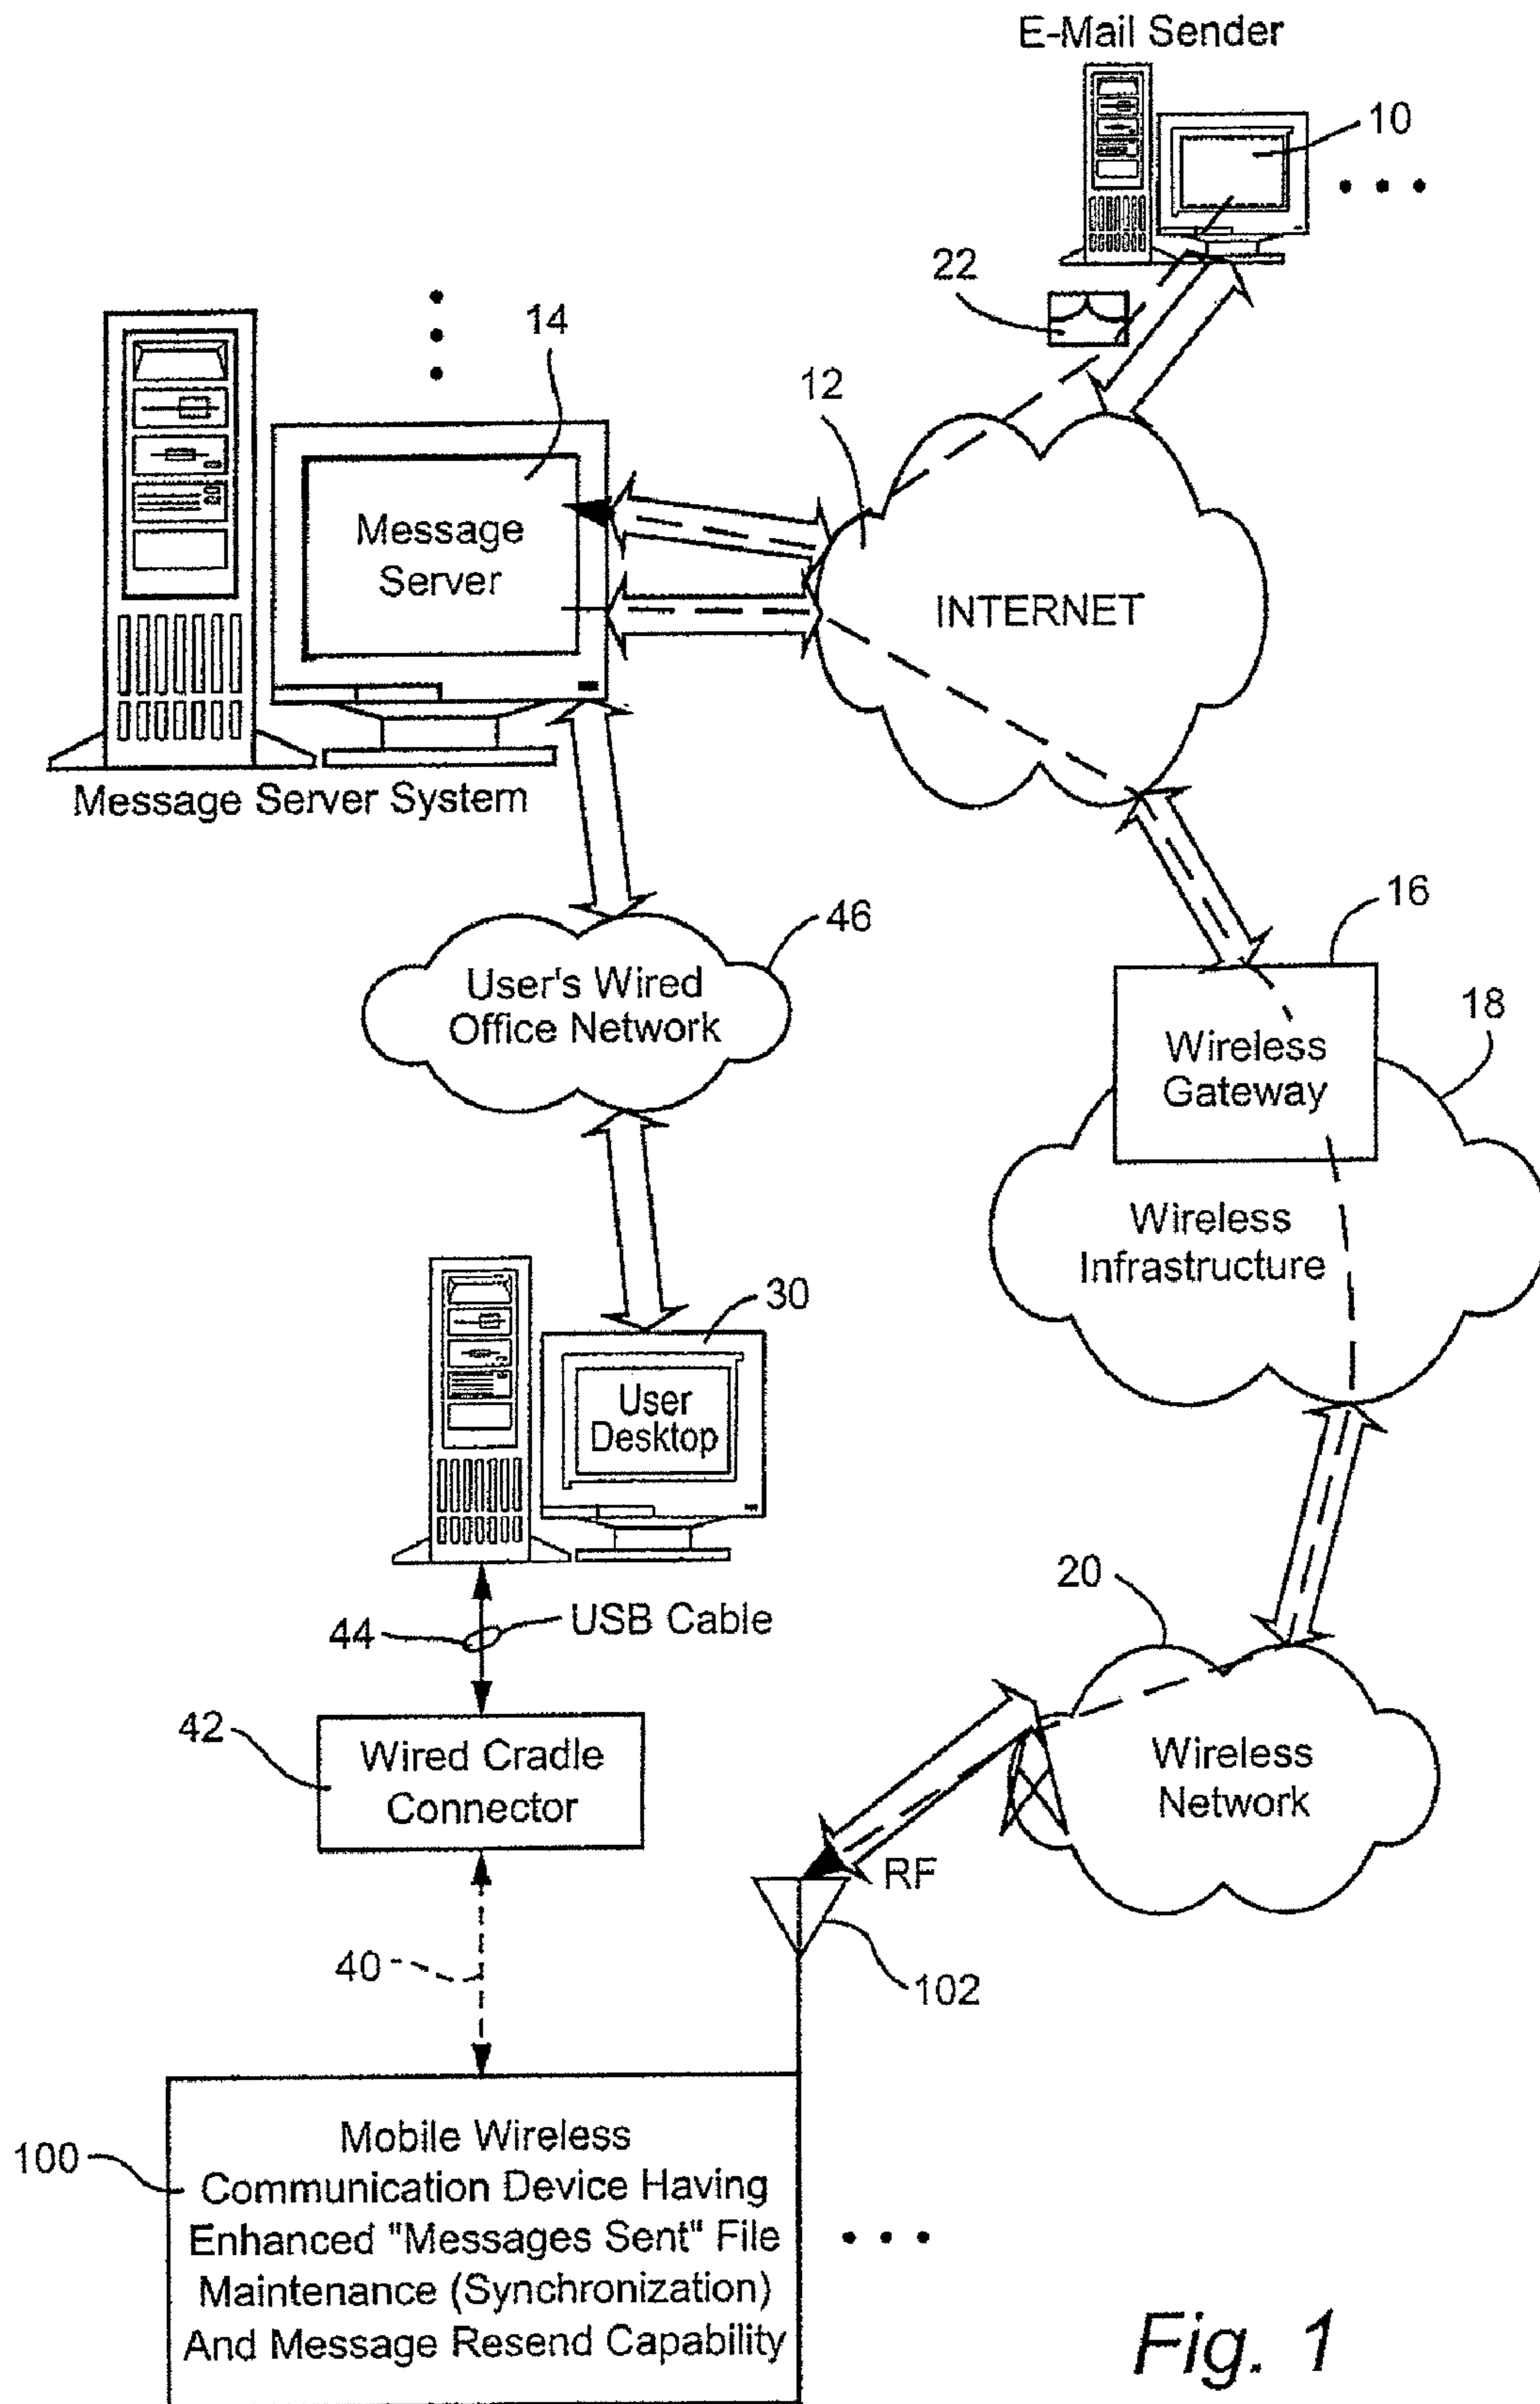 E-Mail Sender
10
22
14
12
Message
Server
INTERNET
Message Server System
46
User's Wired
Office Network
16
18
Wireless
Gateway
Wireless
Infrastructure
30
User
Desktop
20
44
USB Cable
42
Wired Cradle
Connector
Wireless
Network
RF
40
102
100
Mobile Wireless
Communication Device Having
Enhanced "Messages Sent" File
Maintenance (Synchronization)
And Message Resend Capability
Fig. 1